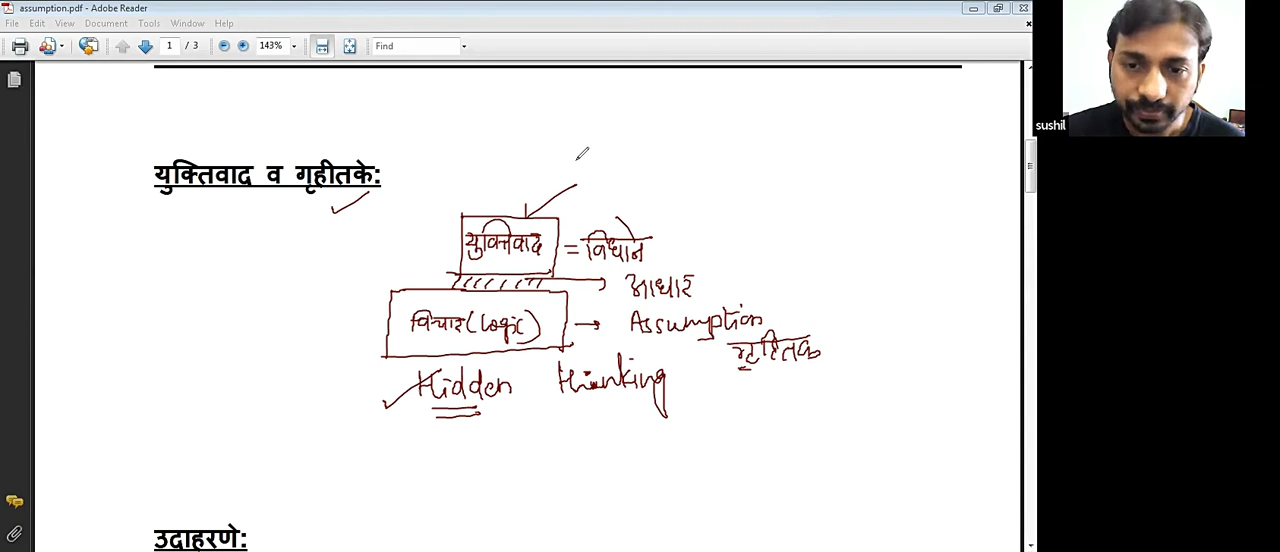 assumption.pdf - Adobe Reader
File Edit View Document Tools Window Help
1 / 3 143% Find
sushil
युक्तिवाद व गृहीतके:
युक्तिवाद = विधान
आधार
विचार (Logic) → Assumption
गृहितक
Hidden thinking
उदाहरणे: